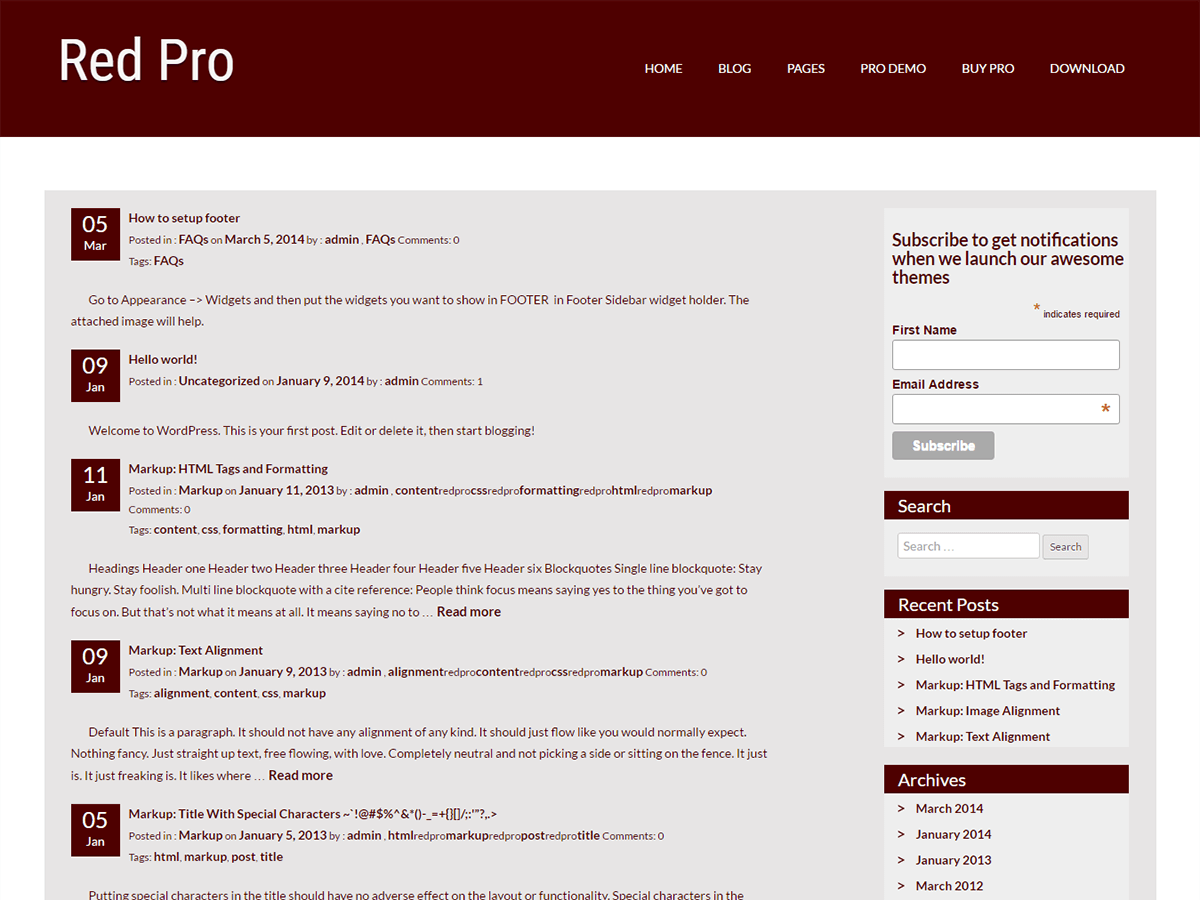 Red Pro
HOME BLOG PAGES PRO DEMO BUY PRO DOWNLOAD
05
Mar
How to setup footer
Posted in : FAQs on March 5, 2014 by : admin , FAQs Comments: 0
Tags: FAQs
Go to Appearance –> Widgets and then put the widgets you want to show in FOOTER in Footer Sidebar widget holder. The
attached image will help.
09
Jan
Hello world!
Posted in : Uncategorized on January 9, 2014 by : admin Comments: 1
Welcome to WordPress. This is your first post. Edit or delete it, then start blogging!
11
Jan
Markup: HTML Tags and Formatting
Posted in : Markup on January 11, 2013 by : admin , contentredprocssredproformattingredprohtmlredpromarkup
Comments: 0
Tags: content, css, formatting, html, markup
Headings Header one Header two Header three Header four Header five Header six Blockquotes Single line blockquote: Stay
hungry. Stay foolish. Multi line blockquote with a cite reference: People think focus means saying yes to the thing you’ve got to
focus on. But that’s not what it means at all. It means saying no to … Read more
09
Jan
Markup: Text Alignment
Posted in : Markup on January 9, 2013 by : admin , alignmentredprocontentredprocssredpromarkup Comments: 0
Tags: alignment, content, css, markup
Default This is a paragraph. It should not have any alignment of any kind. It should just flow like you would normally expect.
Nothing fancy. Just straight up text, free flowing, with love. Completely neutral and not picking a side or sitting on the fence. It just
is. It just freaking is. It likes where … Read more
05
Jan
Markup: Title With Special Characters ~`!@#$%^&*()-_=+{}[]/;:'"?,.>
Posted in : Markup on January 5, 2013 by : admin , htmlredpromarkupredpropostredprotitle Comments: 0
Tags: html, markup, post, title
Putting special characters in the title should have no adverse effect on the layout or functionality. Special characters in the
Subscribe to get notifications
when we launch our awesome
themes
* indicates required
First Name
Email Address
*
Subscribe
Search
Search …
Search
Recent Posts
> How to setup footer
> Hello world!
> Markup: HTML Tags and Formatting
> Markup: Image Alignment
> Markup: Text Alignment
Archives
> March 2014
> January 2014
> January 2013
> March 2012